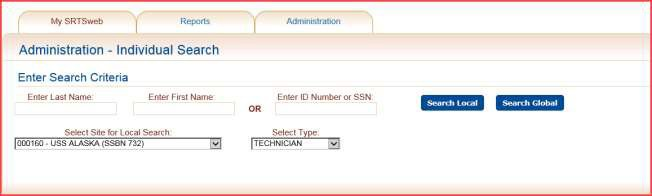 My SRTSweb Reports Administration
Administration - Individual Search
Enter Search Criteria
Enter Last Name: Enter First Name: Enter ID Number or SSN:
OR Search Local Search Global
Select Site for Local Search: Select Type:
000160 - USS ALASKA (SSBN 732) TECHNICIAN